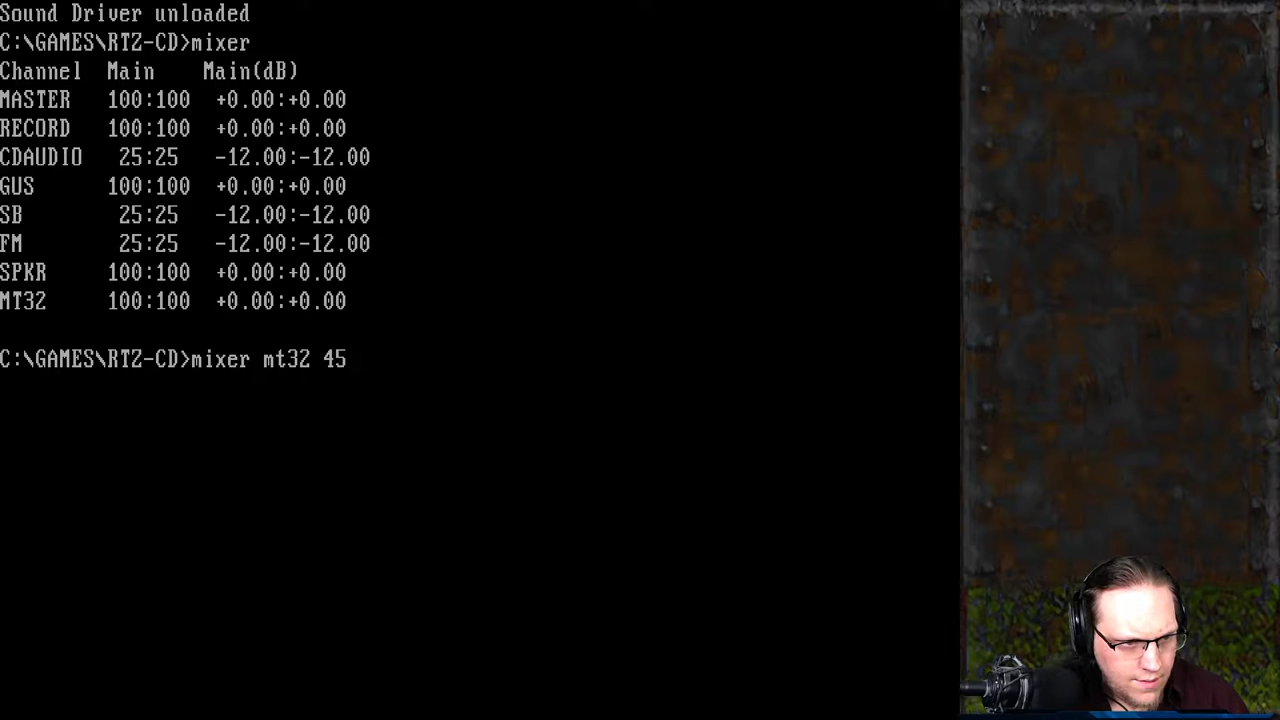 Sound Driver unloaded
C:\GAMES\RTZ-CD>mixer
Channel  Main    Main(dB)
MASTER   100:100  +0.00:+0.00
RECORD   100:100  +0.00:+0.00
CDAUDIO   25:25   -12.00:-12.00
GUS      100:100  +0.00:+0.00
SB        25:25   -12.00:-12.00
FM        25:25   -12.00:-12.00
SPKR     100:100  +0.00:+0.00
MT32     100:100  +0.00:+0.00
C:\GAMES\RTZ-CD>mixer mt32 45